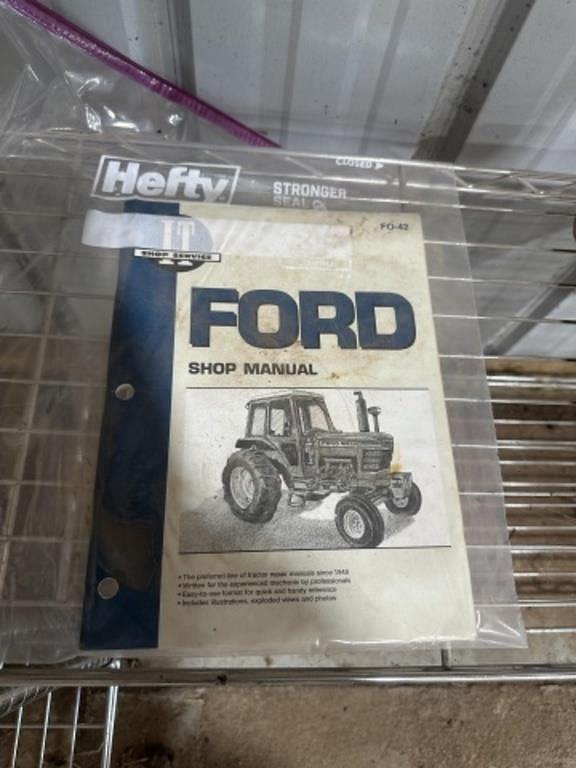 CLOSED
Hefty
STRONGER
SEAL
FO-42
IT
SHOP SERVICE
FORD
SHOP MANUAL
• The preferred line of tractor repair manuals since 1948
• Written for the experienced mechanic by professionals
• Easy-to-use format for quick and handy reference
• Includes illustrations, exploded views and photos